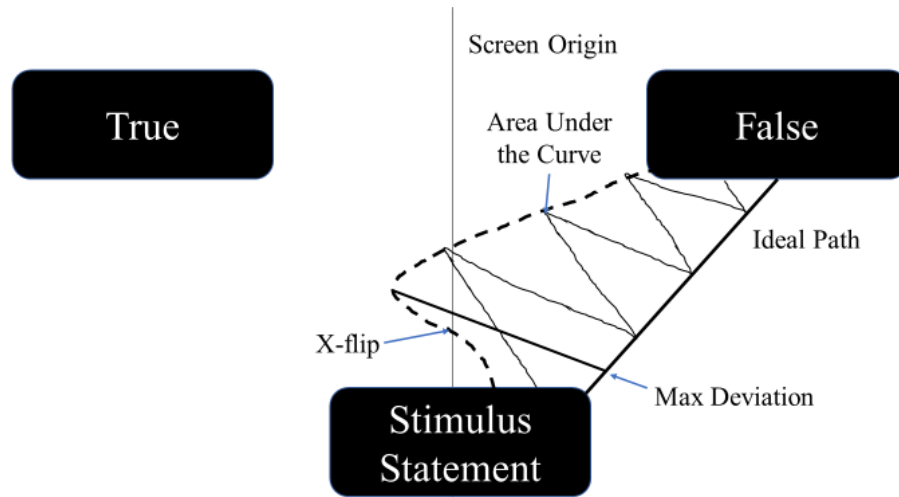 Screen Origin
True
Area Under
the Curve
False
Ideal Path
X-flip
Max Deviation
Stimulus
Statement